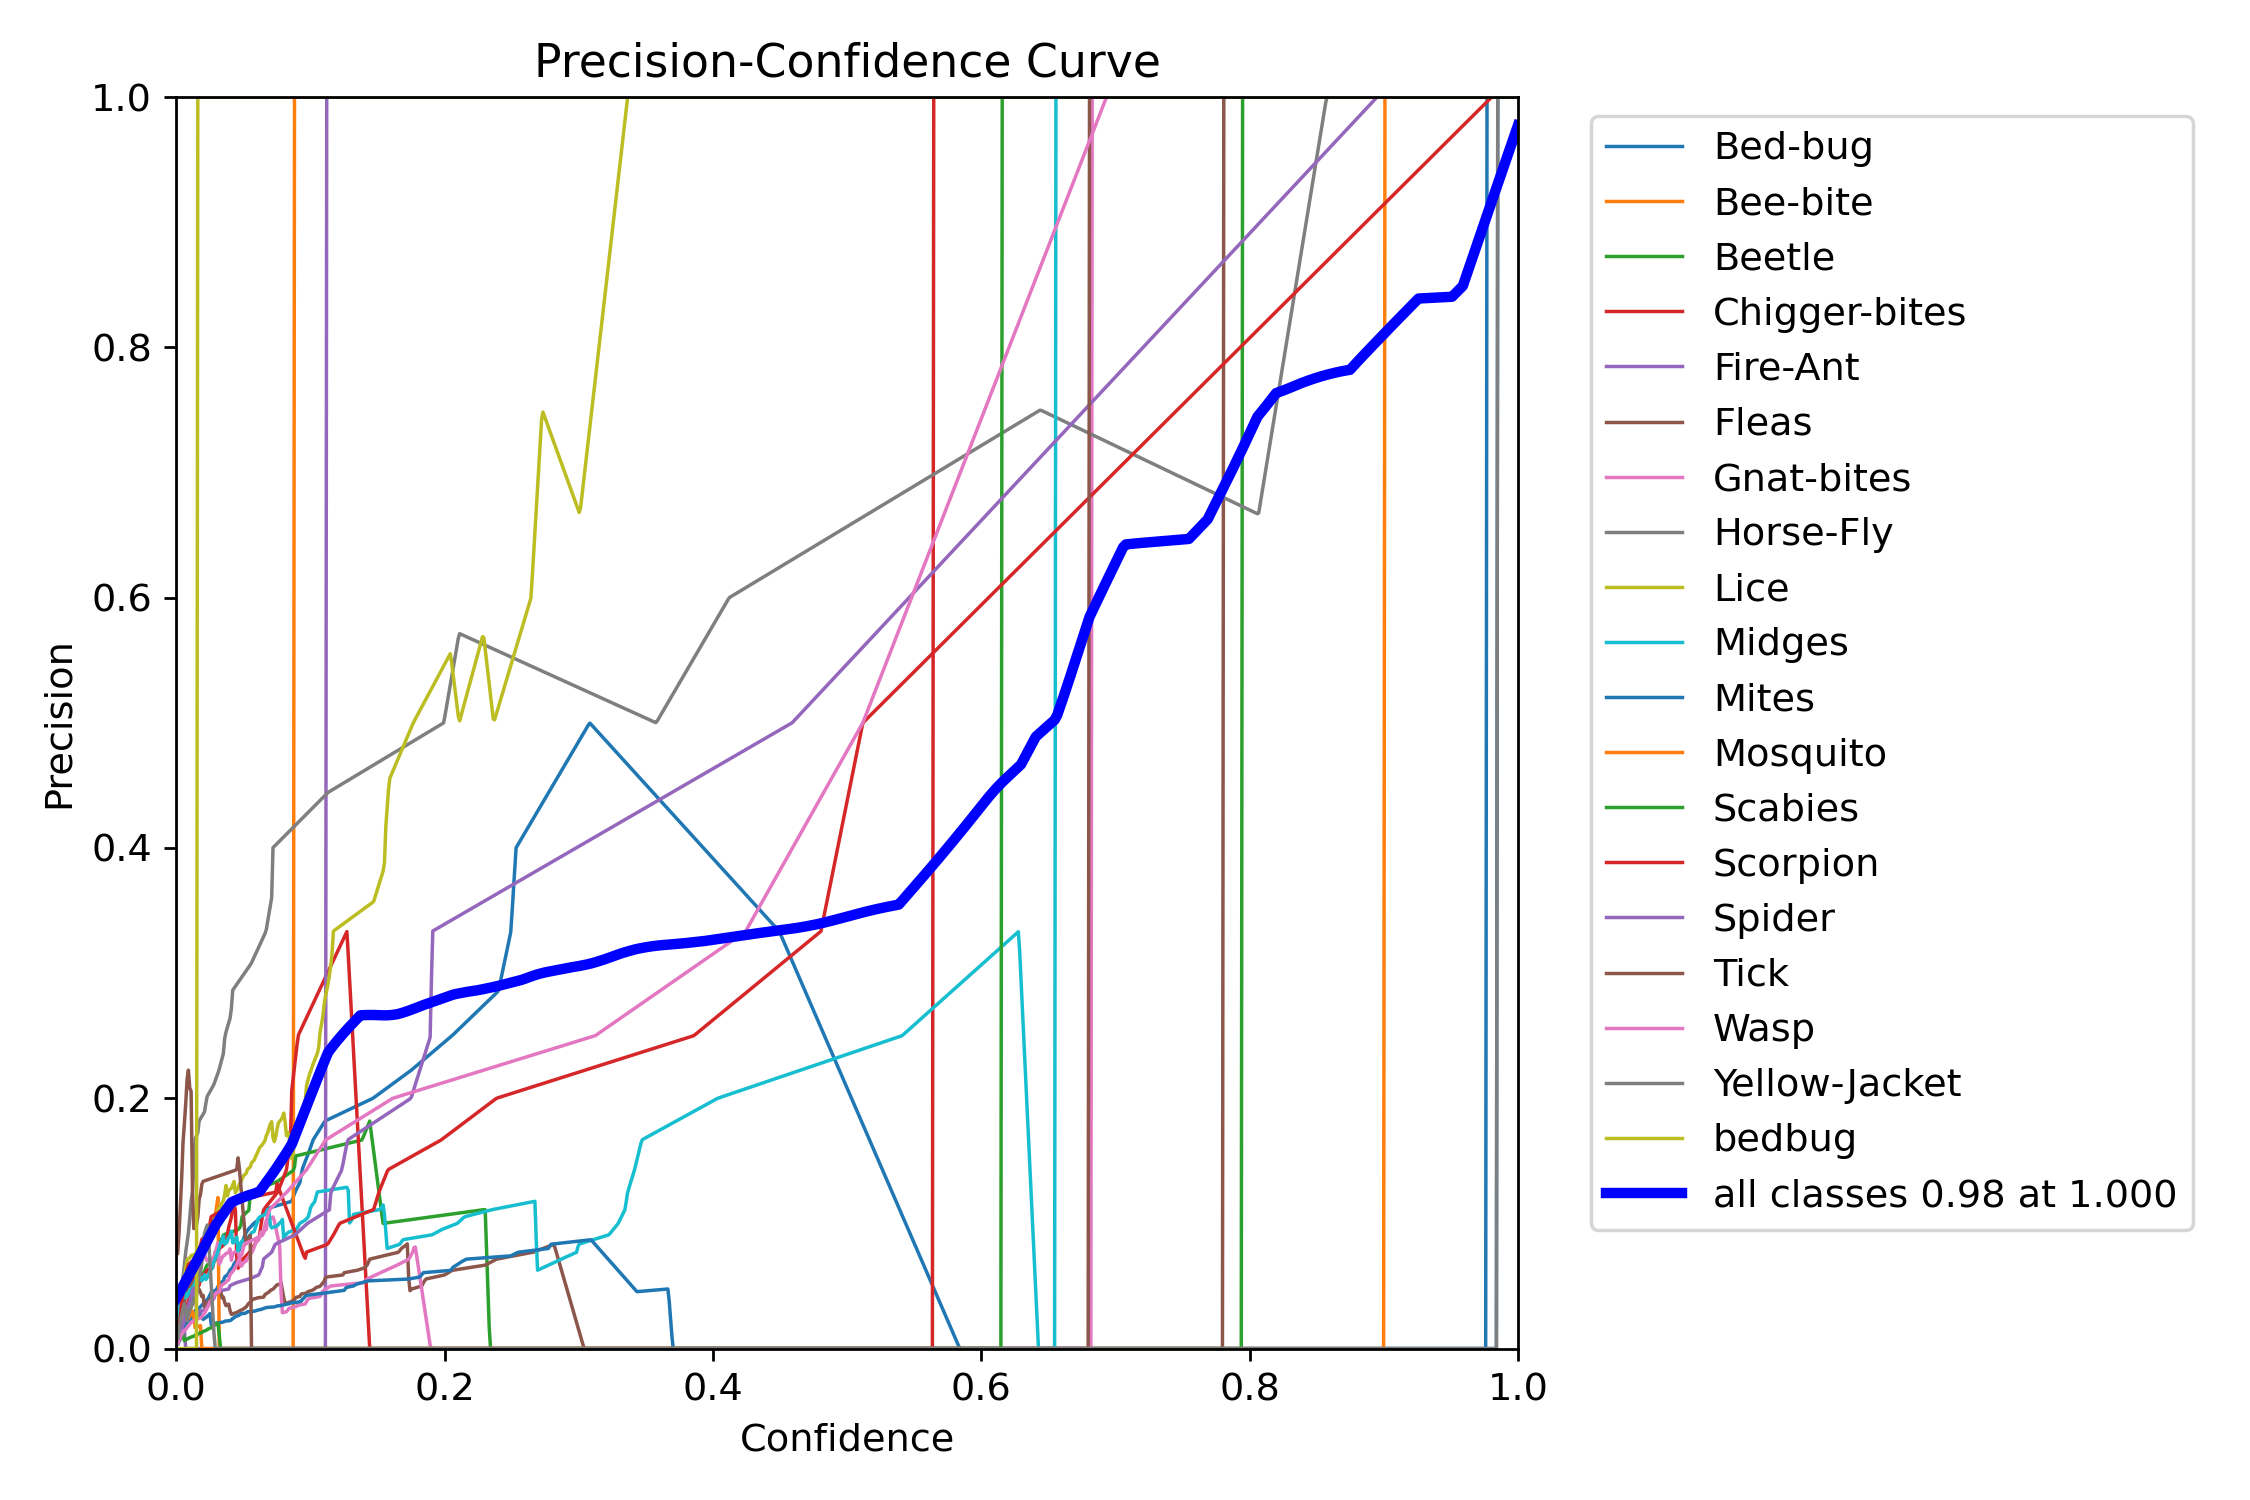 Precision-Confidence Curve
1.0
0.8
0.6
0.4
0.2
0.0
Precision
0.0 0.2 0.4 0.6 0.8 1.0
Confidence
Bed-bug
Bee-bite
Beetle
Chigger-bites
Fire-Ant
Fleas
Gnat-bites
Horse-Fly
Lice
Midges
Mites
Mosquito
Scabies
Scorpion
Spider
Tick
Wasp
Yellow-Jacket
bedbug
all classes 0.98 at 1.000